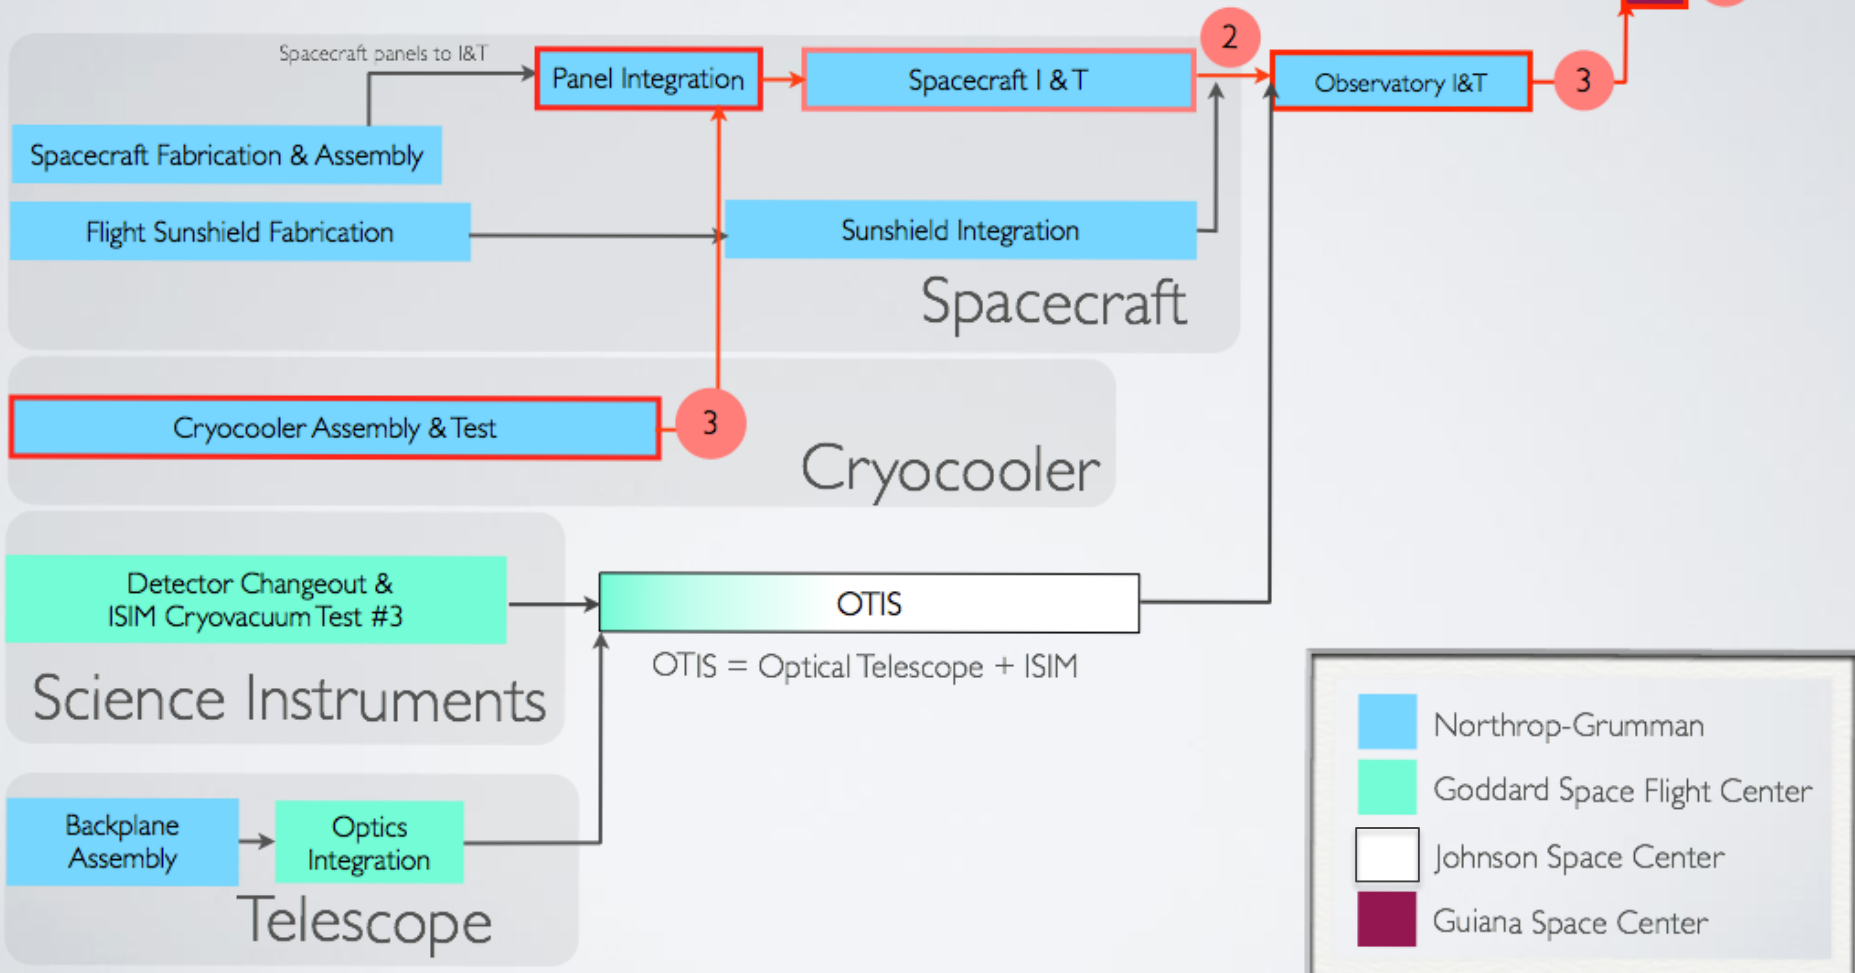 2
Spacecraft panels to I&T
Panel Integration
Spacecraft I & T
Observatory I&T
3
Spacecraft Fabrication & Assembly
Flight Sunshield Fabrication
Sunshield Integration
Spacecraft
Cryocooler Assembly & Test
3
Cryocooler
Detector Changeout &
ISIM Cryovacuum Test #3
OTIS
OTIS = Optical Telescope + ISIM
Science Instruments
Backplane
Assembly
Optics
Integration
Telescope
Northrop-Grumman
Goddard Space Flight Center
Johnson Space Center
Guiana Space Center